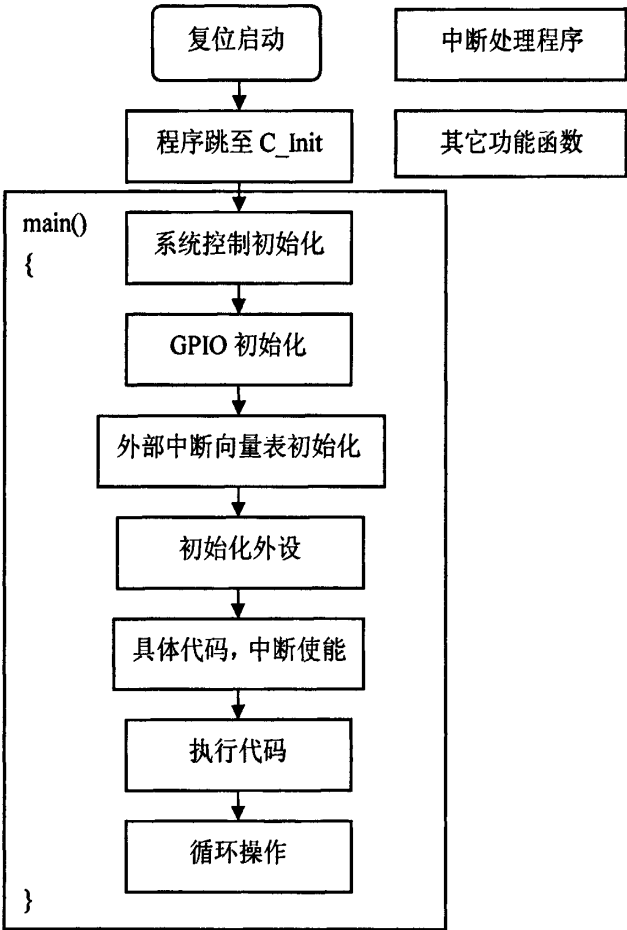 复位启动
中断处理程序
程序跳至 C_Init
其它功能函数
main()
{
系统控制初始化
GPIO 初始化
外部中断向量表初始化
初始化外设
具体代码，中断使能
执行代码
循环操作
}